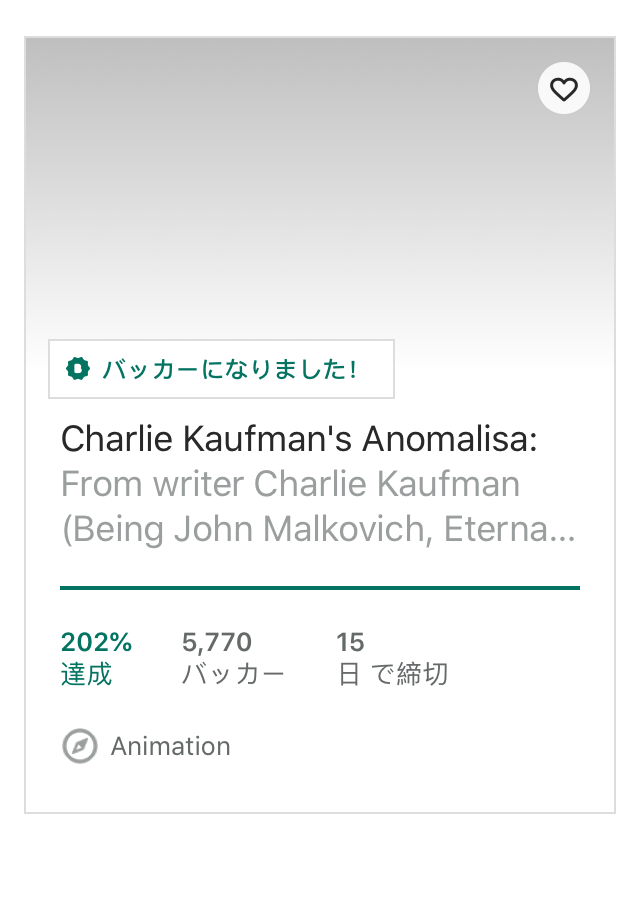 バッカーになりました!
Charlie Kaufman's Anomalisa:
From writer Charlie Kaufman
(Being John Malkovich, Eterna...
202%
達成
5,770
バッカー
15
日 で締切
Animation